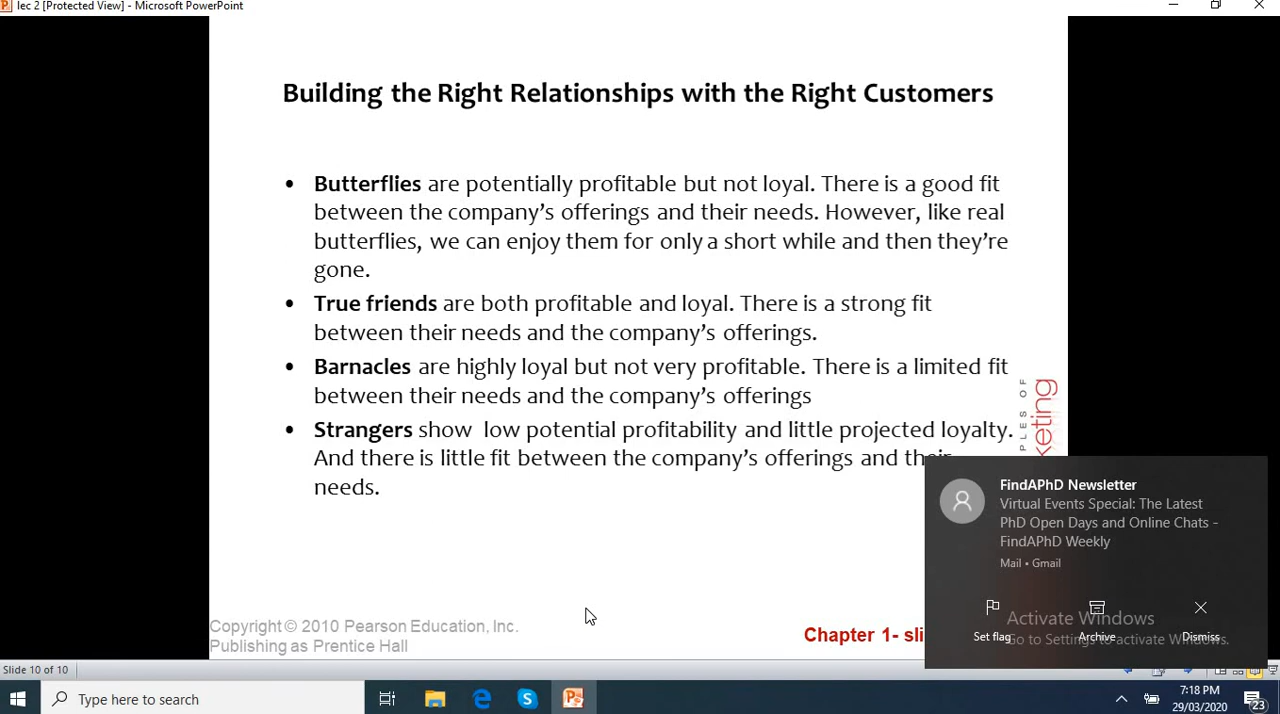 lec 2 [Protected View] - Microsoft PowerPoint
Building the Right Relationships with the Right Customers
• Butterflies are potentially profitable but not loyal. There is a good fit
between the company's offerings and their needs. However, like real
butterflies, we can enjoy them for only a short while and then they're
gone.
• True friends are both profitable and loyal. There is a strong fit
between their needs and the company's offerings.
• Barnacles are highly loyal but not very profitable. There is a limited fit
between their needs and the company's offerings
• Strangers show low potential profitability and little projected loyalty.
And there is little fit between the company's offerings and their
needs.
PLES OF
keting
FindAPhD Newsletter
Virtual Events Special: The Latest
PhD Open Days and Online Chats -
FindAPhD Weekly
Mail • Gmail
Set flag
Archive
Dismiss
Activate Windows
Go to Settings to activate Windows.
Copyright © 2010 Pearson Education, Inc.
Publishing as Prentice Hall
Chapter 1- sli
Slide 10 of 10
Type here to search
7:18 PM
29/03/2020
23